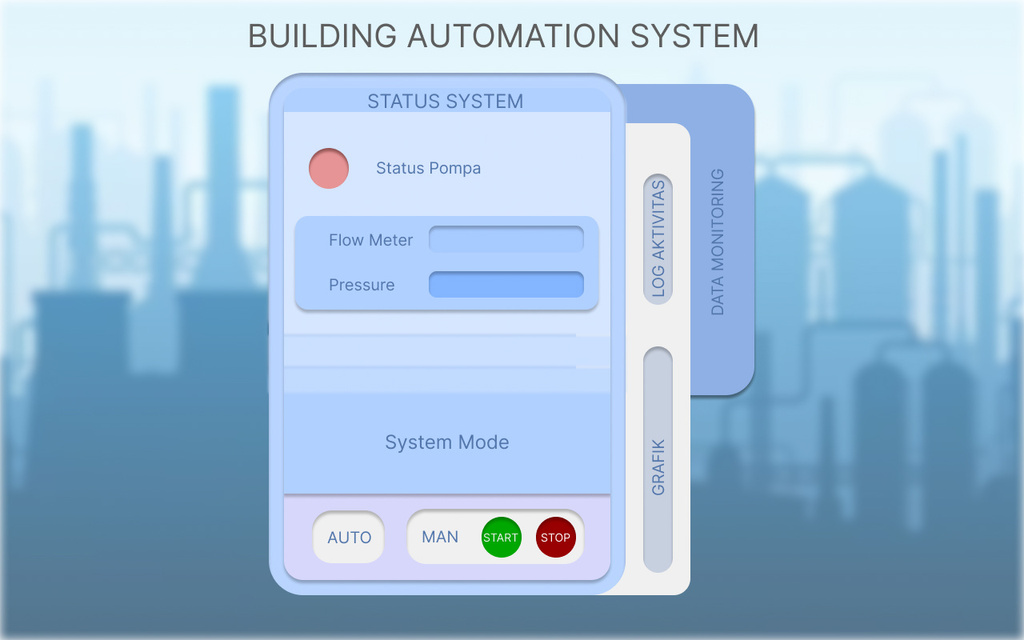 BUILDING AUTOMATION SYSTEM
STATUS SYSTEM
Status Pompa
Flow Meter
Pressure
System Mode
AUTO
MAN
START
STOP
LOG AKTIVITAS
GRAFIK
DATA MONITORING